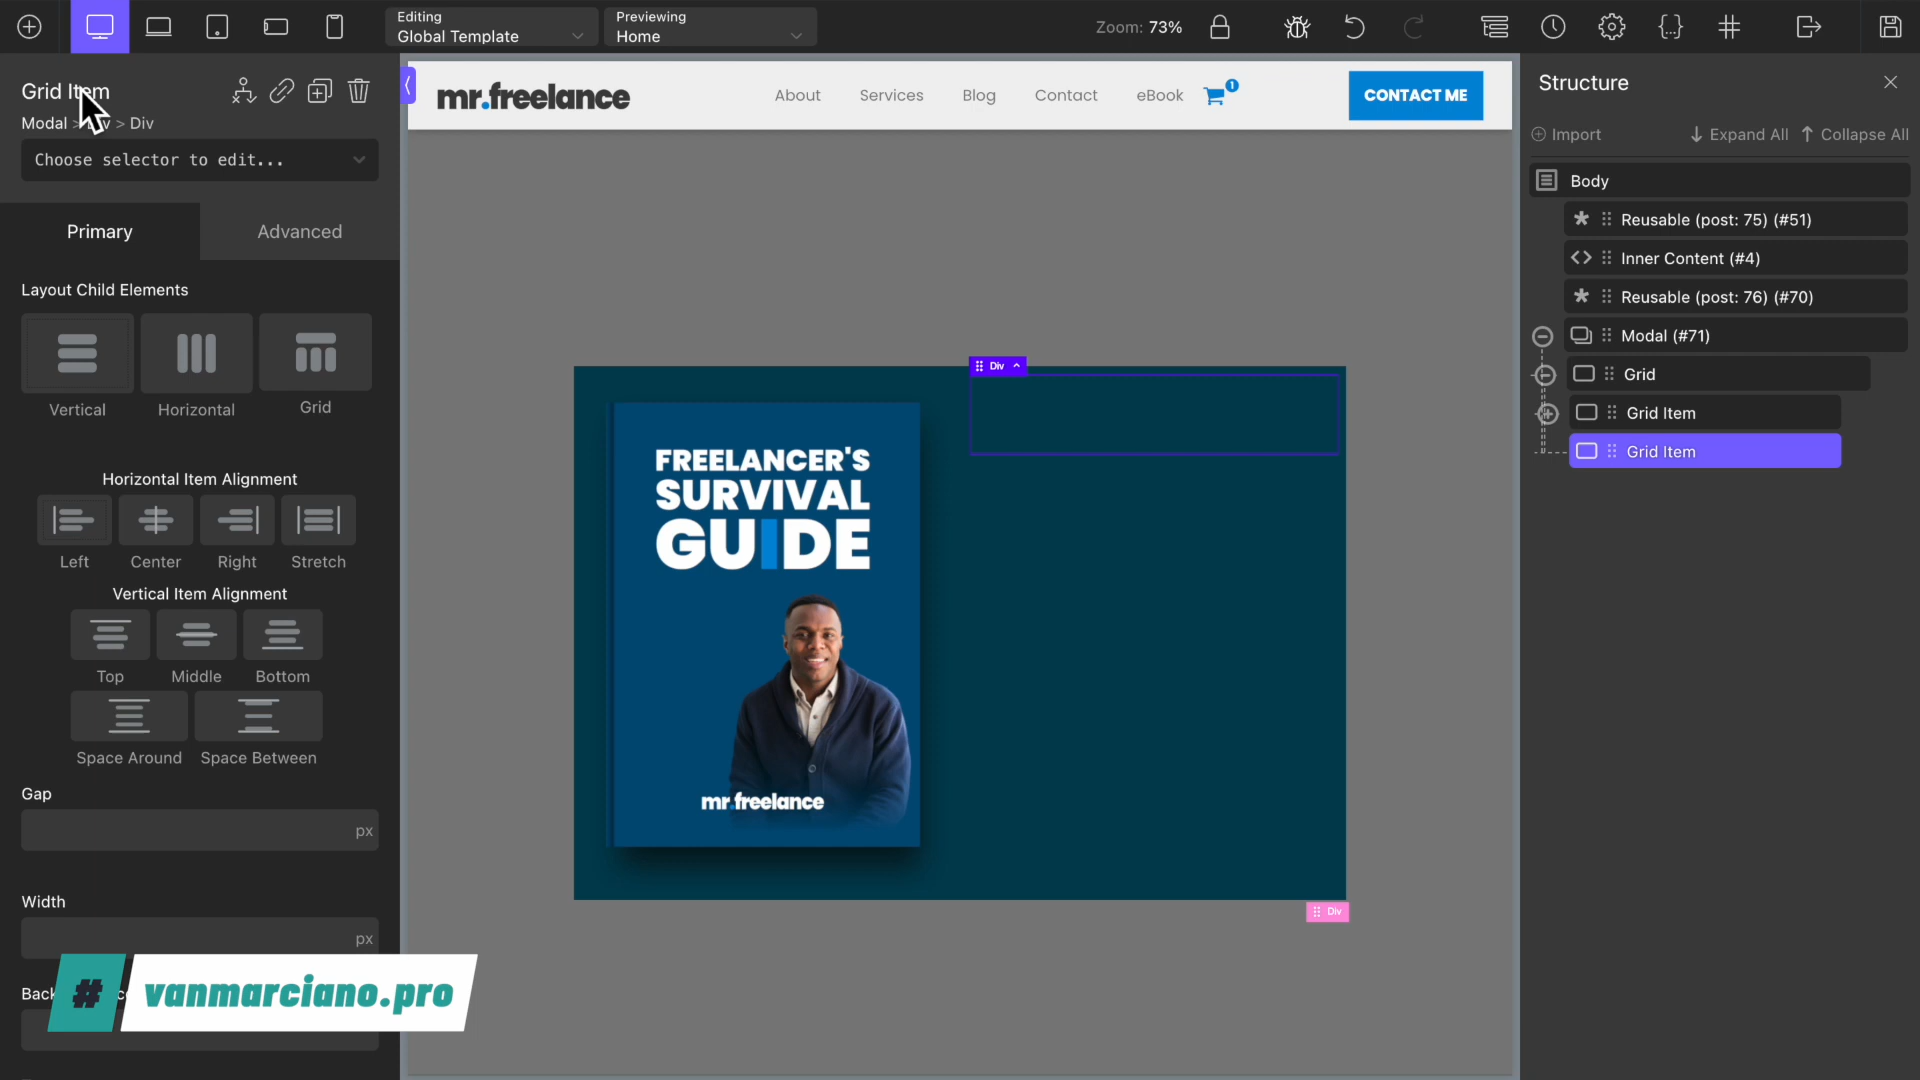 Editing
Global Template
Previewing
Home
Zoom: 73%
Grid Item
Modal > Div > Div
Choose selector to edit...
Primary
Advanced
Layout Child Elements
Vertical
Horizontal
Grid
Horizontal Item Alignment
Left
Center
Right
Stretch
Vertical Item Alignment
Top
Middle
Bottom
Space Around
Space Between
Gap
px
Width
px
# vanmarciano.pro
mr.freelance
About
Services
Blog
Contact
eBook
1
CONTACT ME
Div
FREELANCER'S
SURVIVAL
GUIDE
mr.freelance
Div
Structure
Import
Expand All
Collapse All
Body
Reusable (post: 75) (#51)
Inner Content (#4)
Reusable (post: 76) (#70)
Modal (#71)
Grid
Grid Item
Grid Item